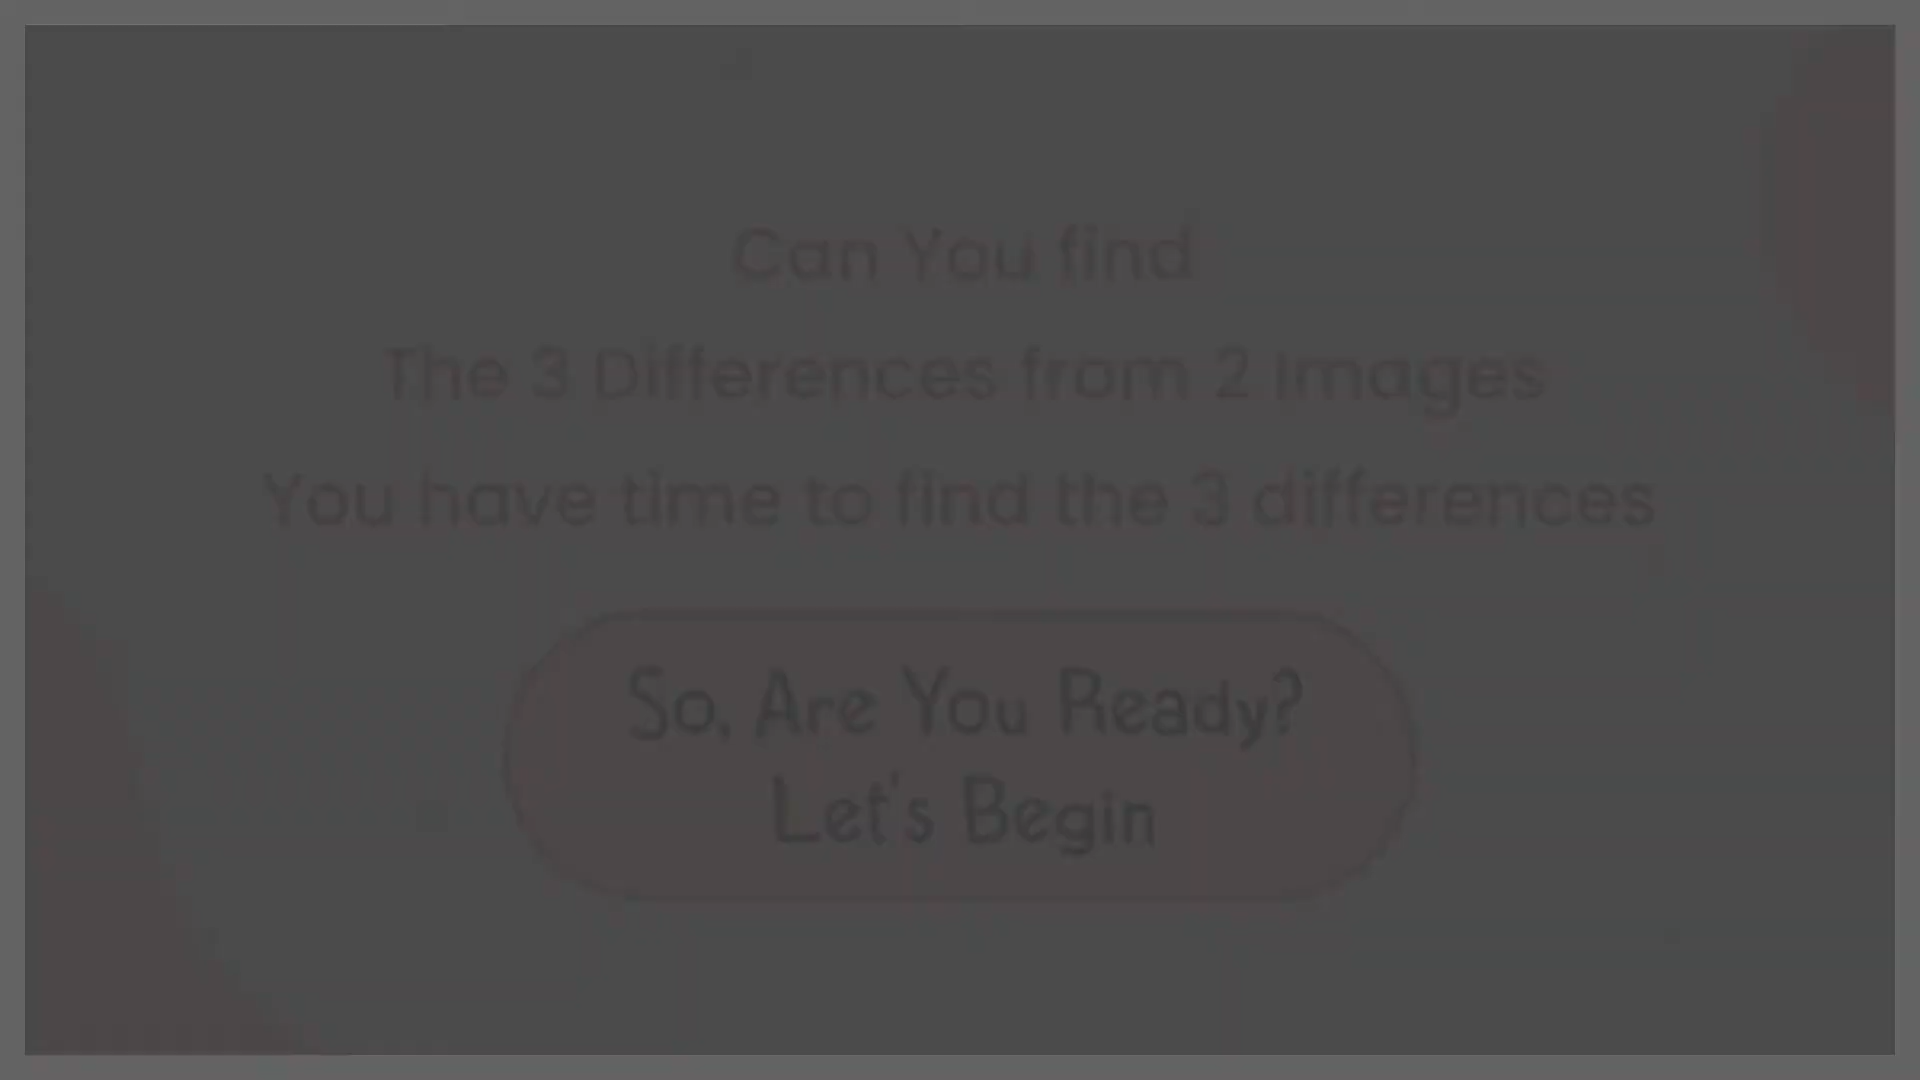 Can You find
The 3 Differences from 2 Images
You have time to find the 3 differences
So, Are You Ready?
Let's Begin